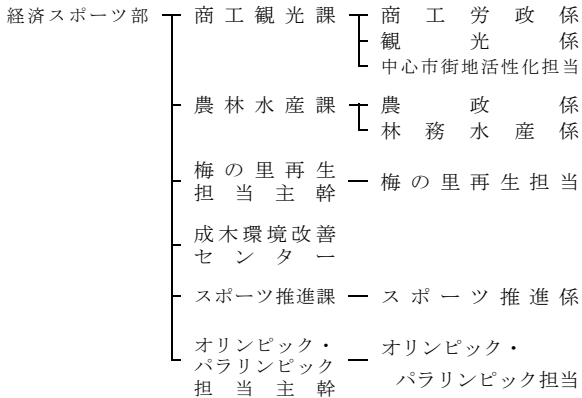 経済スポーツ部
商工観光課
商工労政係
観光係
中心市街地活性化担当
農林水産課
農政係
林務水産係
梅の里再生
担当主幹
梅の里再生担当
成木環境改善
センター
スポーツ推進課
スポーツ推進係
オリンピック・
パラリンピック
担当主幹
オリンピック・
パラリンピック担当